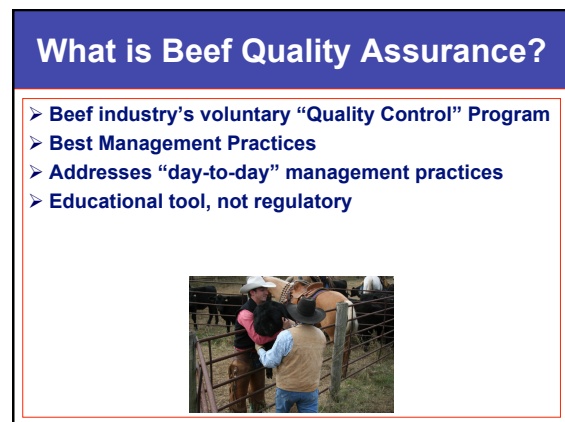 What is Beef Quality Assurance?
➢ Beef industry's voluntary “Quality Control” Program
➢ Best Management Practices
➢ Addresses “day-to-day” management practices
➢ Educational tool, not regulatory